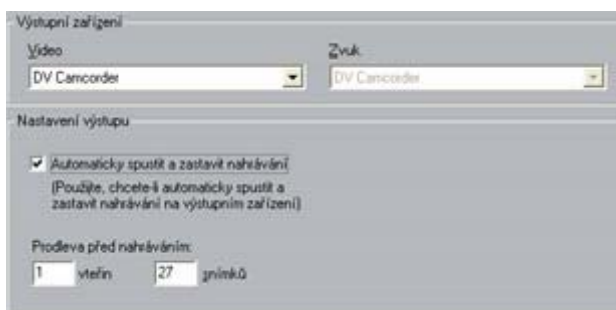 Výstupní zařízení
Video Zvuk
DV Camcorder DV Camcorder
Nastavení výstupu
Automaticky spustit a zastavit nahrávání
(Použijte, chcete-li automaticky spustit a
zastavit nahrávání na výstupním zařízení)
Prodleva před nahráváním:
1 vteřin 27 snímků